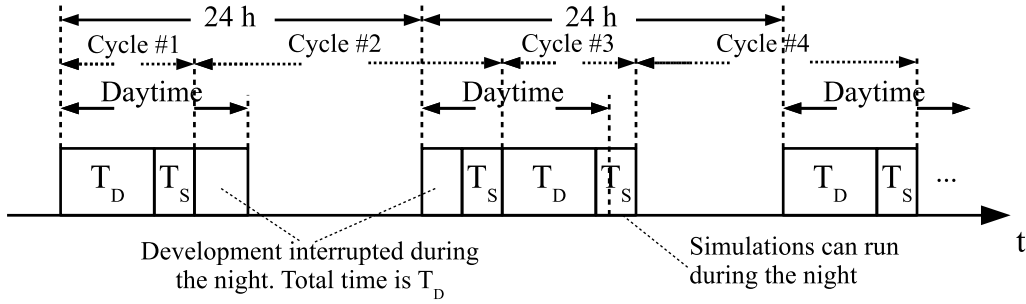 24 h 24 h
Cycle #1 Cycle #2 Cycle #3 Cycle #4
Daytime Daytime Daytime
T_D T_S T_S T_D T_S T_D T_S ...
t
Development interrupted during
the night. Total time is T_D
Simulations can run
during the night